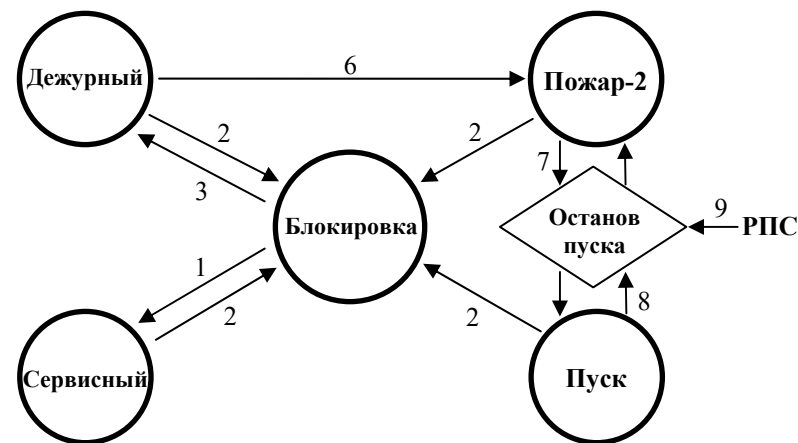 Дежурный
6
Пожар-2
2
2
7
3
Блокировка
Останов
пуска
9
РПС
1
2
2
8
Сервисный
Пуск